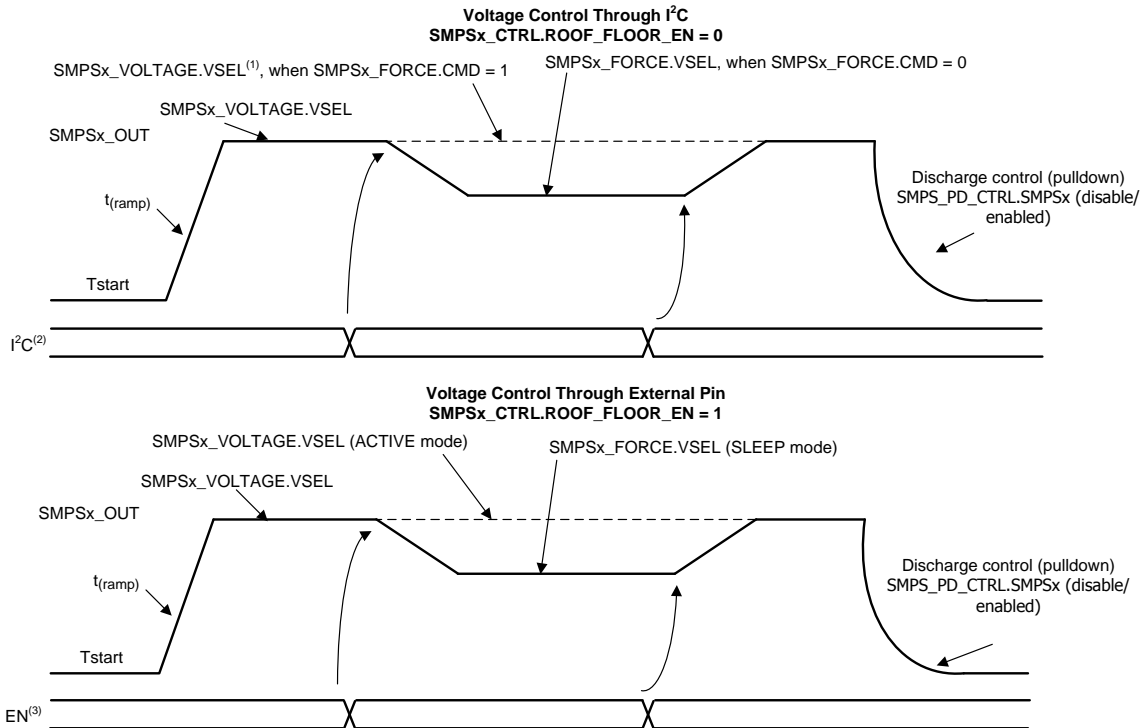 Voltage Control Through I²C
SMPSx_CTRL.ROOF_FLOOR_EN = 0
SMPSx_VOLTAGE.VSEL(1), when SMPSx_FORCE.CMD = 1
SMPSx_FORCE.VSEL, when SMPSx_FORCE.CMD = 0
SMPSx_VOLTAGE.VSEL
SMPSx_OUT
Discharge control (pulldown)
SMPS_PD_CTRL.SMPSx (disable/
enabled)
t(ramp)
Tstart
I²C(2)
Voltage Control Through External Pin
SMPSx_CTRL.ROOF_FLOOR_EN = 1
SMPSx_VOLTAGE.VSEL (ACTIVE mode)
SMPSx_FORCE.VSEL (SLEEP mode)
SMPSx_VOLTAGE.VSEL
SMPSx_OUT
Discharge control (pulldown)
SMPS_PD_CTRL.SMPSx (disable/
enabled)
t(ramp)
Tstart
EN(3)